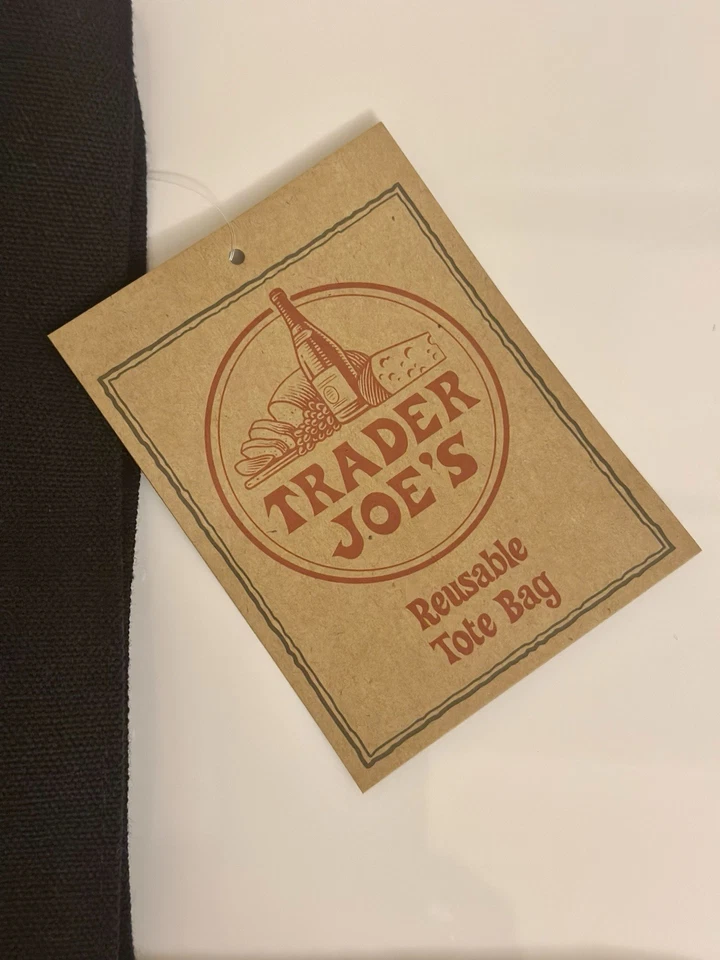 TRADER
JOE'S
Reusable
Tote Bag